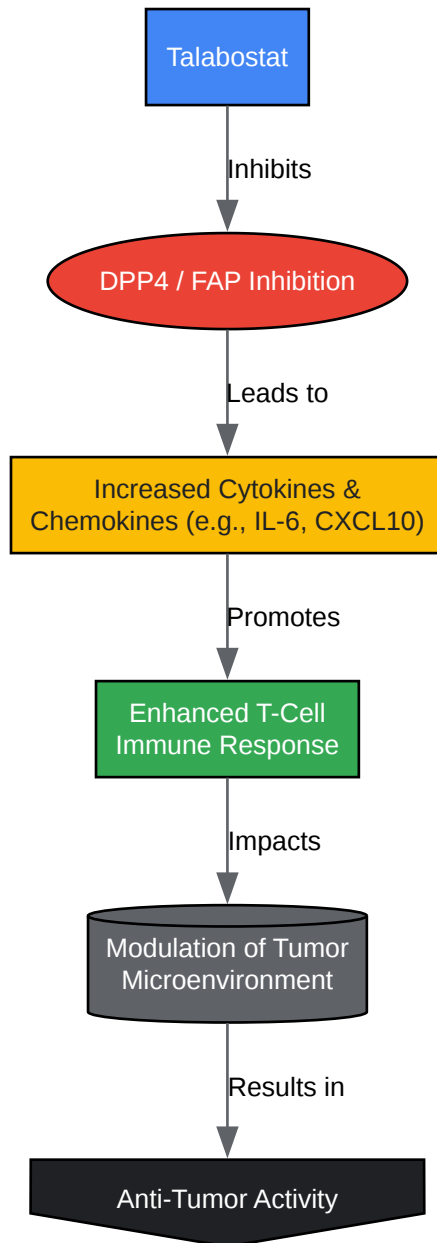 Talabostat
Inhibits
DPP4 / FAP Inhibition
Leads to
Increased Cytokines &
Chemokines (e.g., IL-6, CXCL10)
Promotes
Enhanced T-Cell
Immune Response
Impacts
Modulation of Tumor
Microenvironment
Results in
Anti-Tumor Activity